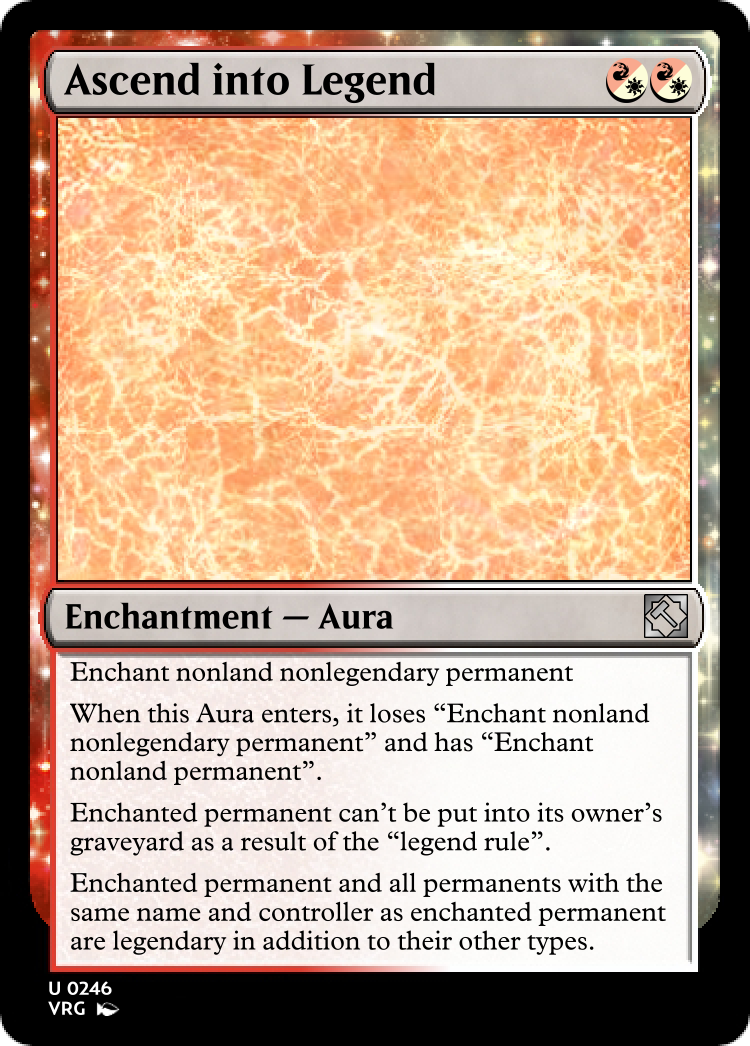 Ascend into Legend
Enchantment — Aura
Enchant nonland nonlegendary permanent
When this Aura enters, it loses “Enchant nonland
nonlegendary permanent” and has “Enchant
nonland permanent”.
Enchanted permanent can’t be put into its owner’s
graveyard as a result of the “legend rule”.
Enchanted permanent and all permanents with the
same name and controller as enchanted permanent
are legendary in addition to their other types.
U 0246
VRG